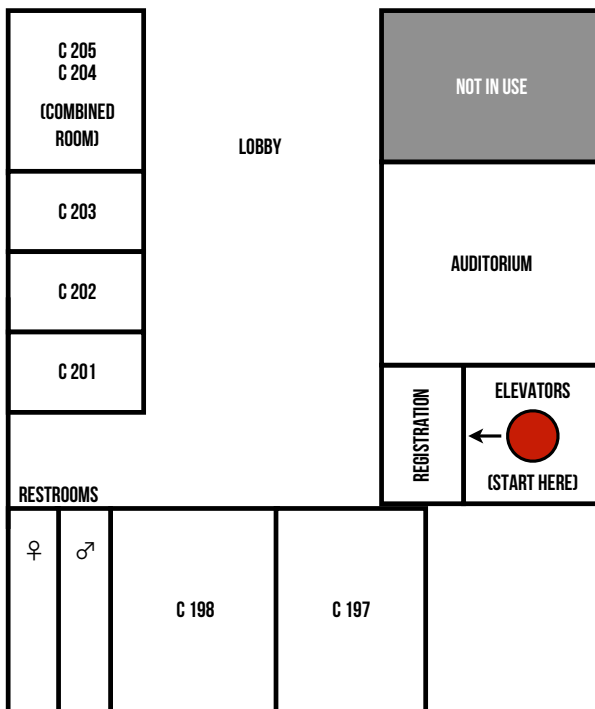 C 205
C 204
(COMBINED
ROOM)
NOT IN USE
LOBBY
C 203
AUDITORIUM
C 202
C 201
REGISTRATION
ELEVATORS
(START HERE)
RESTROOMS
♀
♂
C 198
C 197